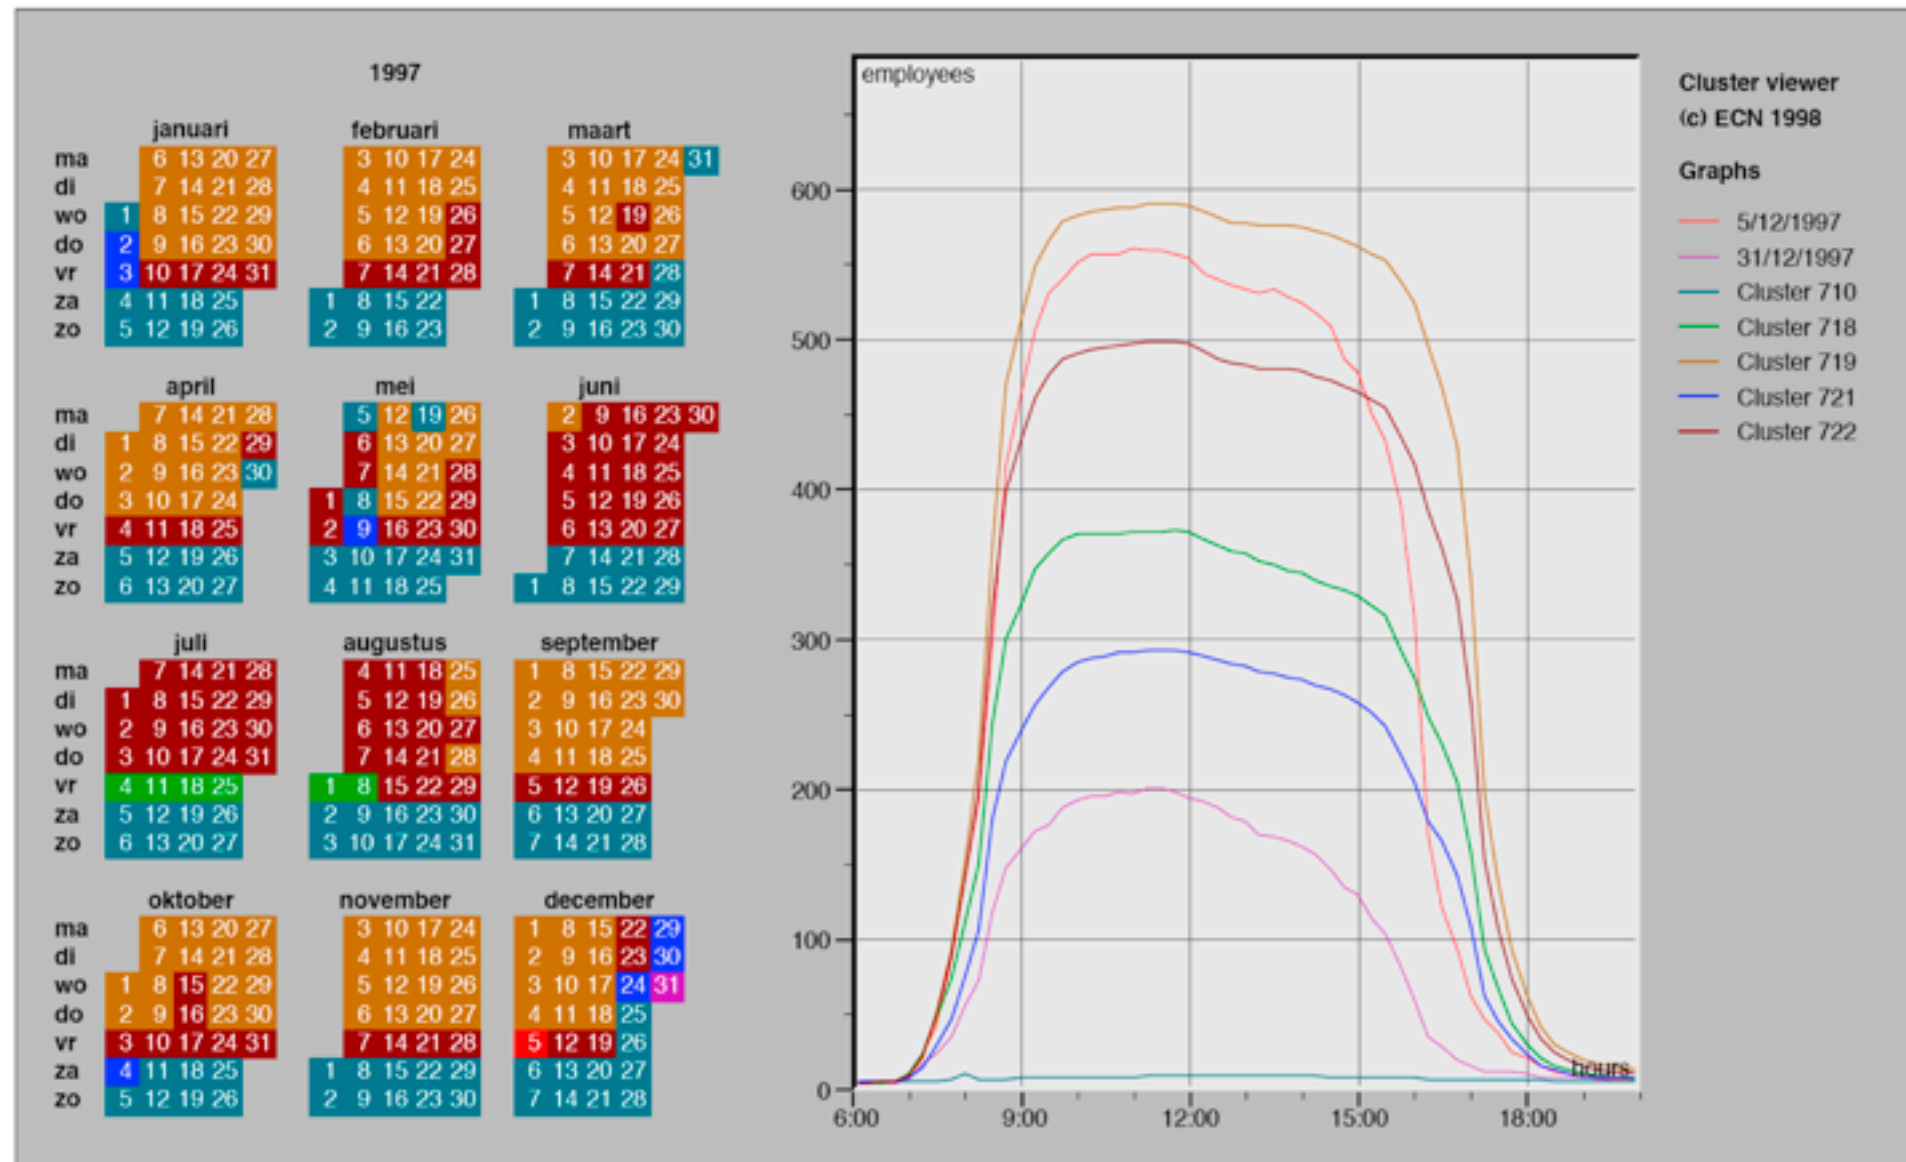 1997
januari februari maart
ma 6 13 20 27 3 10 17 24 3 10 17 24 31
di 7 14 21 28 4 11 18 25 4 11 18 25
wo 1 8 15 22 29 5 12 19 26 5 12 19 26
do 2 9 16 23 30 6 13 20 27 6 13 20 27
vr 3 10 17 24 31 7 14 21 28 7 14 21 28
za 4 11 18 25 1 8 15 22 1 8 15 22 29
zo 5 12 19 26 2 9 16 23 2 9 16 23 30
april mei juni
ma 7 14 21 28 5 12 19 26 2 9 16 23 30
di 1 8 15 22 29 6 13 20 27 3 10 17 24
wo 2 9 16 23 30 7 14 21 28 4 11 18 25
do 3 10 17 24 1 8 15 22 29 5 12 19 26
vr 4 11 18 25 2 9 16 23 30 6 13 20 27
za 5 12 19 26 3 10 17 24 31 7 14 21 28
zo 6 13 20 27 4 11 18 25 1 8 15 22 29
juli augustus september
ma 7 14 21 28 4 11 18 25 1 8 15 22 29
di 1 8 15 22 29 5 12 19 26 2 9 16 23 30
wo 2 9 16 23 30 6 13 20 27 3 10 17 24
do 3 10 17 24 31 7 14 21 28 4 11 18 25
vr 4 11 18 25 1 8 15 22 29 5 12 19 26
za 5 12 19 26 2 9 16 23 30 6 13 20 27
zo 6 13 20 27 3 10 17 24 31 7 14 21 28
oktober november december
ma 6 13 20 27 3 10 17 24 1 8 15 22 29
di 7 14 21 28 4 11 18 25 2 9 16 23 30
wo 1 8 15 22 29 5 12 19 26 3 10 17 24 31
do 2 9 16 23 30 6 13 20 27 4 11 18 25
vr 3 10 17 24 31 7 14 21 28 5 12 19 26
za 4 11 18 25 1 8 15 22 29 6 13 20 27
zo 5 12 19 26 2 9 16 23 30 7 14 21 28
employees
600
500
400
300
200
100
0
hours
6:00 9:00 12:00 15:00 18:00
Cluster viewer
(c) ECN 1998
Graphs
5/12/1997
31/12/1997
Cluster 710
Cluster 718
Cluster 719
Cluster 721
Cluster 722